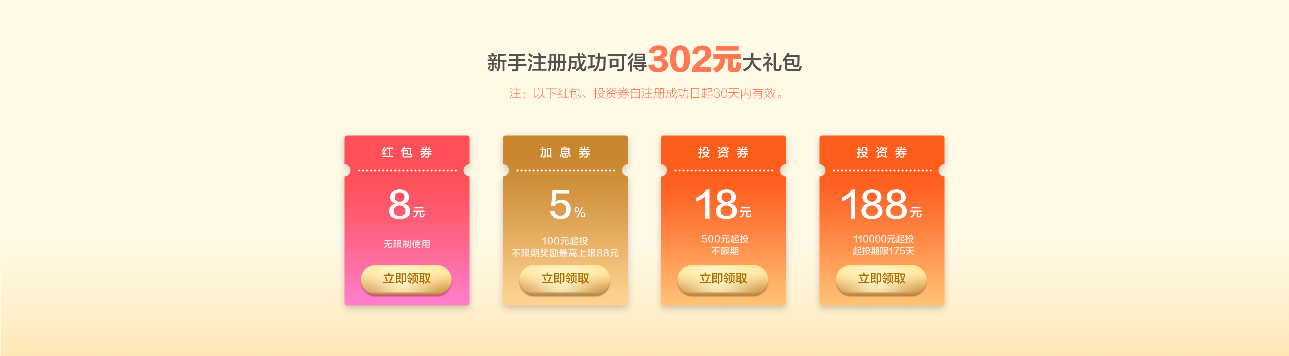 新手注册成功可得302元大礼包
注：以下红包、投资券自注册成功日起30天内有效。
红包券
8元
无限制使用
立即领取
加息券
5%
100元起投
不限期奖励最高上限88元
立即领取
投资券
18元
500元起投
不限期
立即领取
投资券
188元
110000元起投
起投期限175天
立即领取